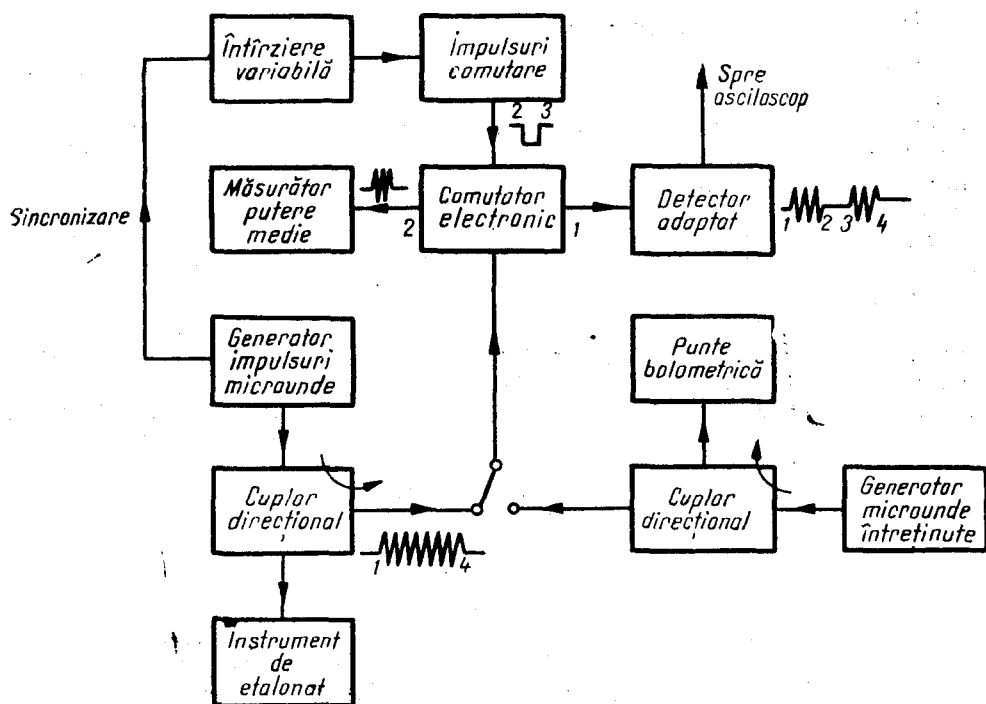 Întîrziere
variabilă
Impulsuri
comutare
2 3
Spre
osciloscop
Sincronizare
Măsurător
putere
medie
2
Comutator
electronic
1
Detector
adaptat
1 2 3 4
Generator
impulsuri
microunde
Punte
bolometrică
Cuplor
direcțional
1 4
Cuplor
direcțional
Generator
microunde
întreținute
Instrument
de
etalonat